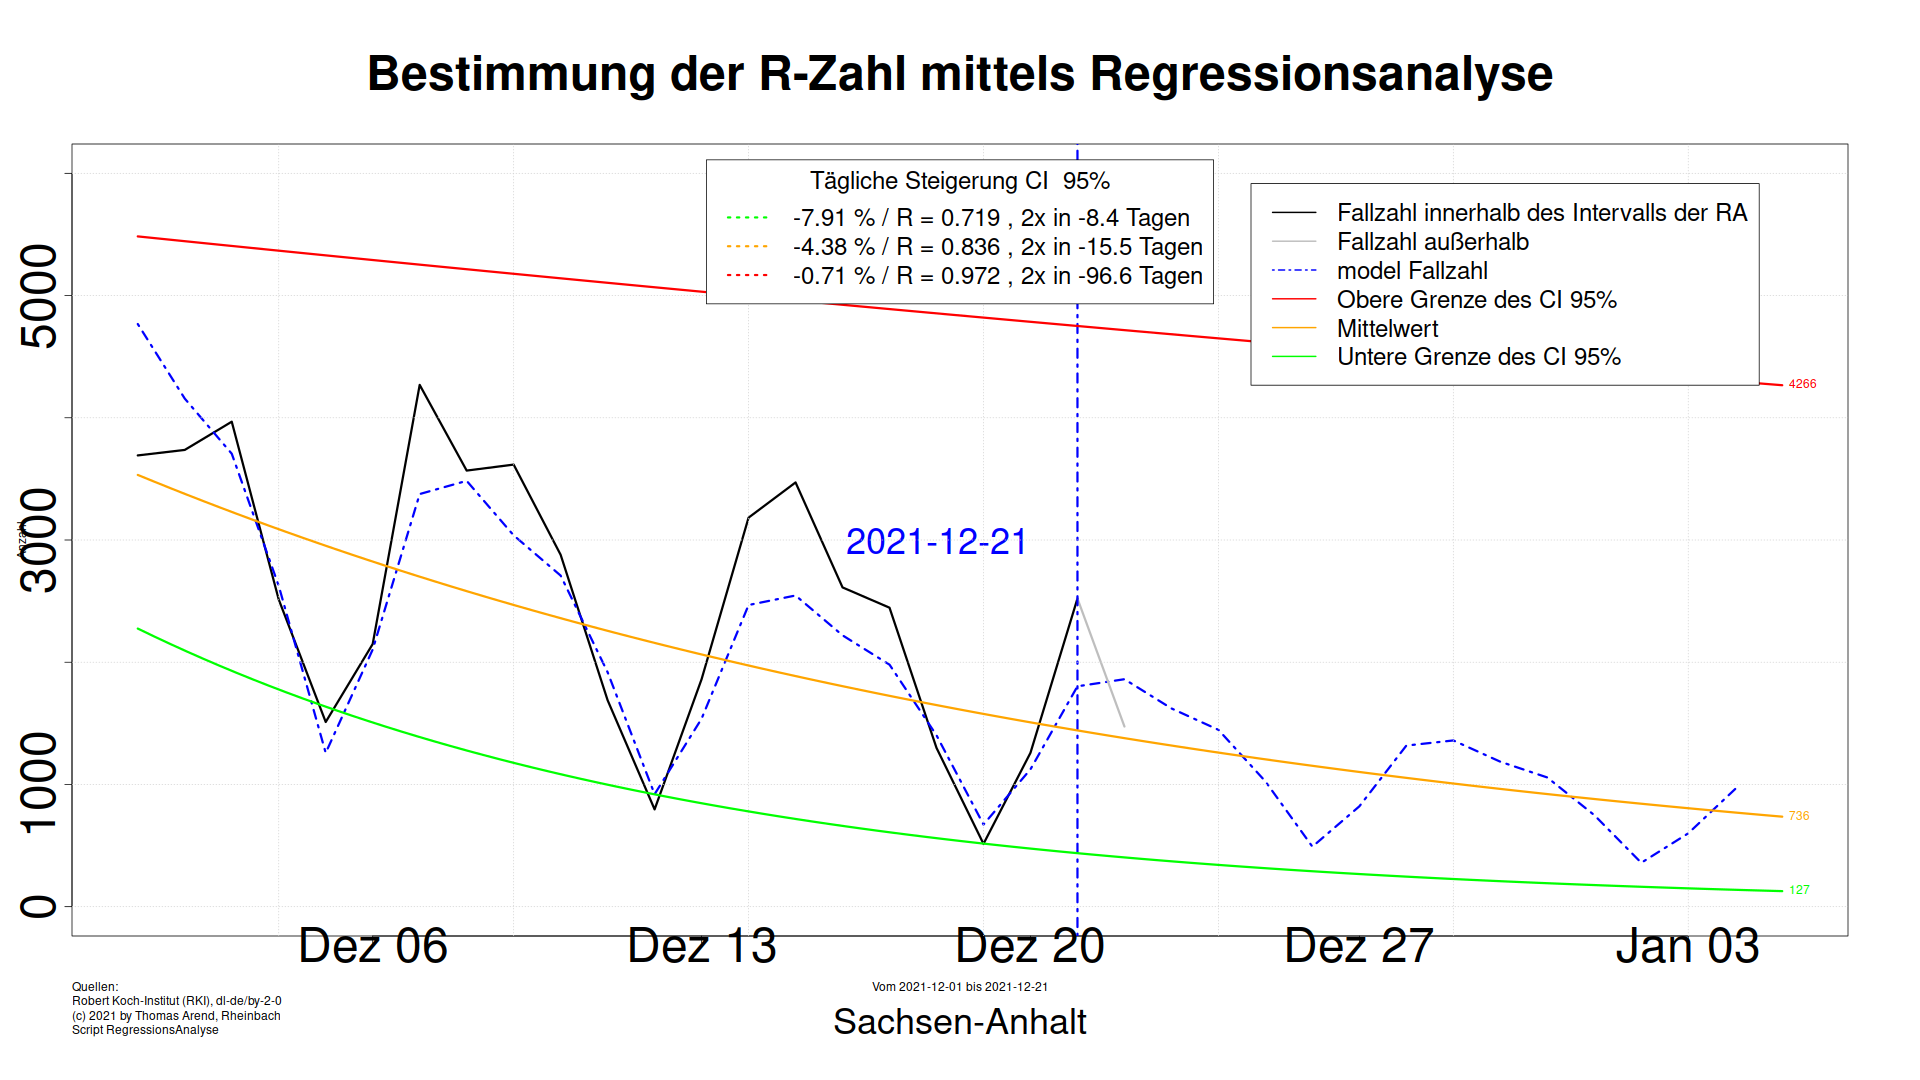 Bestimmung der R-Zahl mittels Regressionsanalyse
Tägliche Steigerung CI 95%
-7.91 % / R = 0.719 , 2x in -8.4 Tagen
-4.38 % / R = 0.836 , 2x in -15.5 Tagen
-0.71 % / R = 0.972 , 2x in -96.6 Tagen
Fallzahl innerhalb des Intervalls der RA
Fallzahl außerhalb
model Fallzahl
Obere Grenze des CI 95%
Mittelwert
Untere Grenze des CI 95%
5000
3000
1000
0
Anzahl
2021-12-21
4266
736
127
Dez 06
Dez 13
Dez 20
Dez 27
Jan 03
Quellen:
Robert Koch-Institut (RKI), dl-de/by-2-0
(c) 2021 by Thomas Arend, Rheinbach
Script RegressionsAnalyse
Vom 2021-12-01 bis 2021-12-21
Sachsen-Anhalt